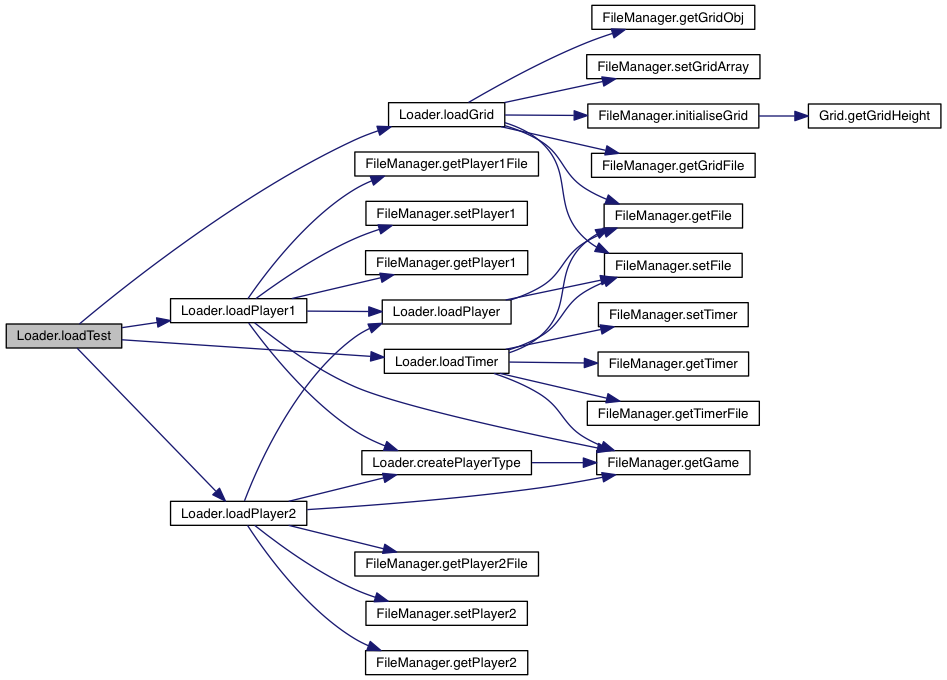 FileManager.getGridObj
FileManager.setGridArray
Loader.loadGrid
FileManager.initialiseGrid
Grid.getGridHeight
FileManager.getPlayer1File
FileManager.getGridFile
FileManager.setPlayer1
FileManager.getFile
FileManager.getPlayer1
FileManager.setFile
Loader.loadPlayer1
Loader.loadPlayer
FileManager.setTimer
Loader.loadTest
Loader.loadTimer
FileManager.getTimer
FileManager.getTimerFile
Loader.createPlayerType
FileManager.getGame
Loader.loadPlayer2
FileManager.getPlayer2File
FileManager.setPlayer2
FileManager.getPlayer2